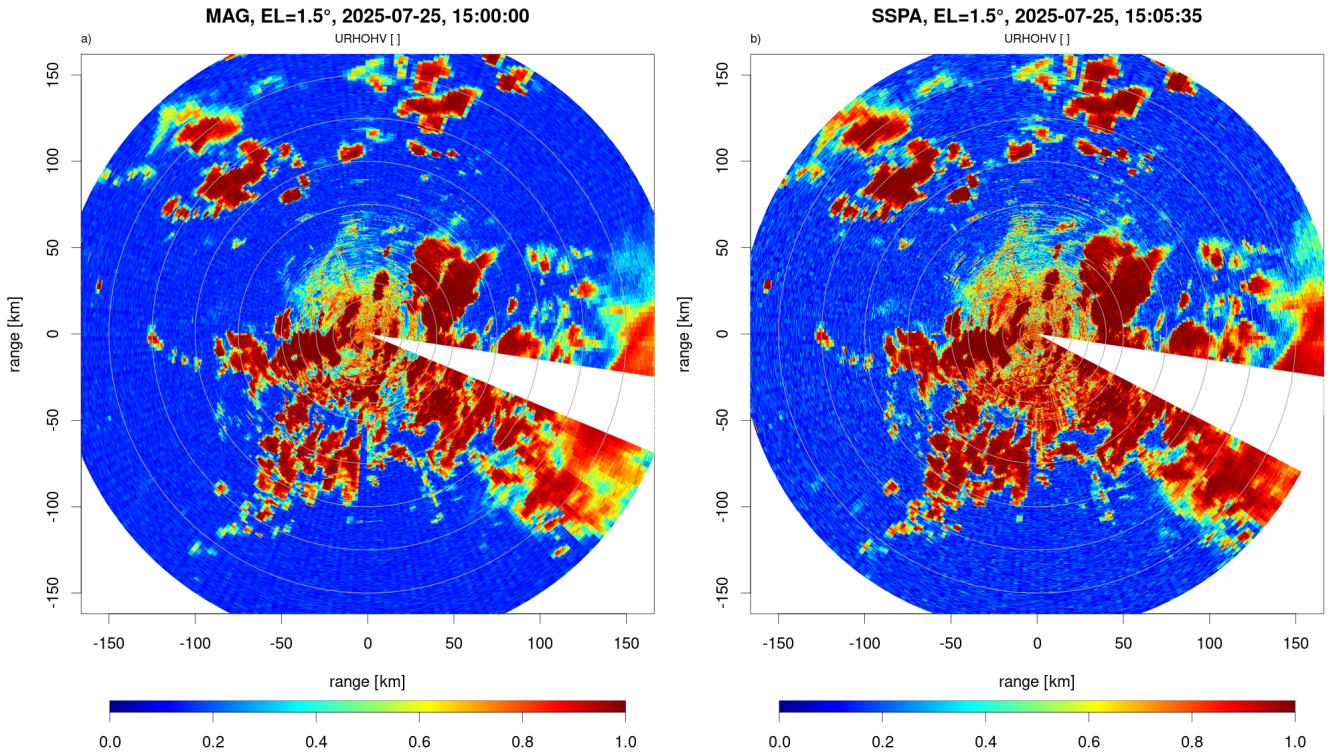 MAG, EL=1.5°, 2025-07-25, 15:00:00
a)
URHOHV [ ]
150
100
50
0
-50
-100
-150
range [km]
-150 -100 -50 0 50 100 150
range [km]
0.0 0.2 0.4 0.6 0.8 1.0
SSPA, EL=1.5°, 2025-07-25, 15:05:35
b)
URHOHV [ ]
150
100
50
0
-50
-100
-150
range [km]
-150 -100 -50 0 50 100 150
range [km]
0.0 0.2 0.4 0.6 0.8 1.0